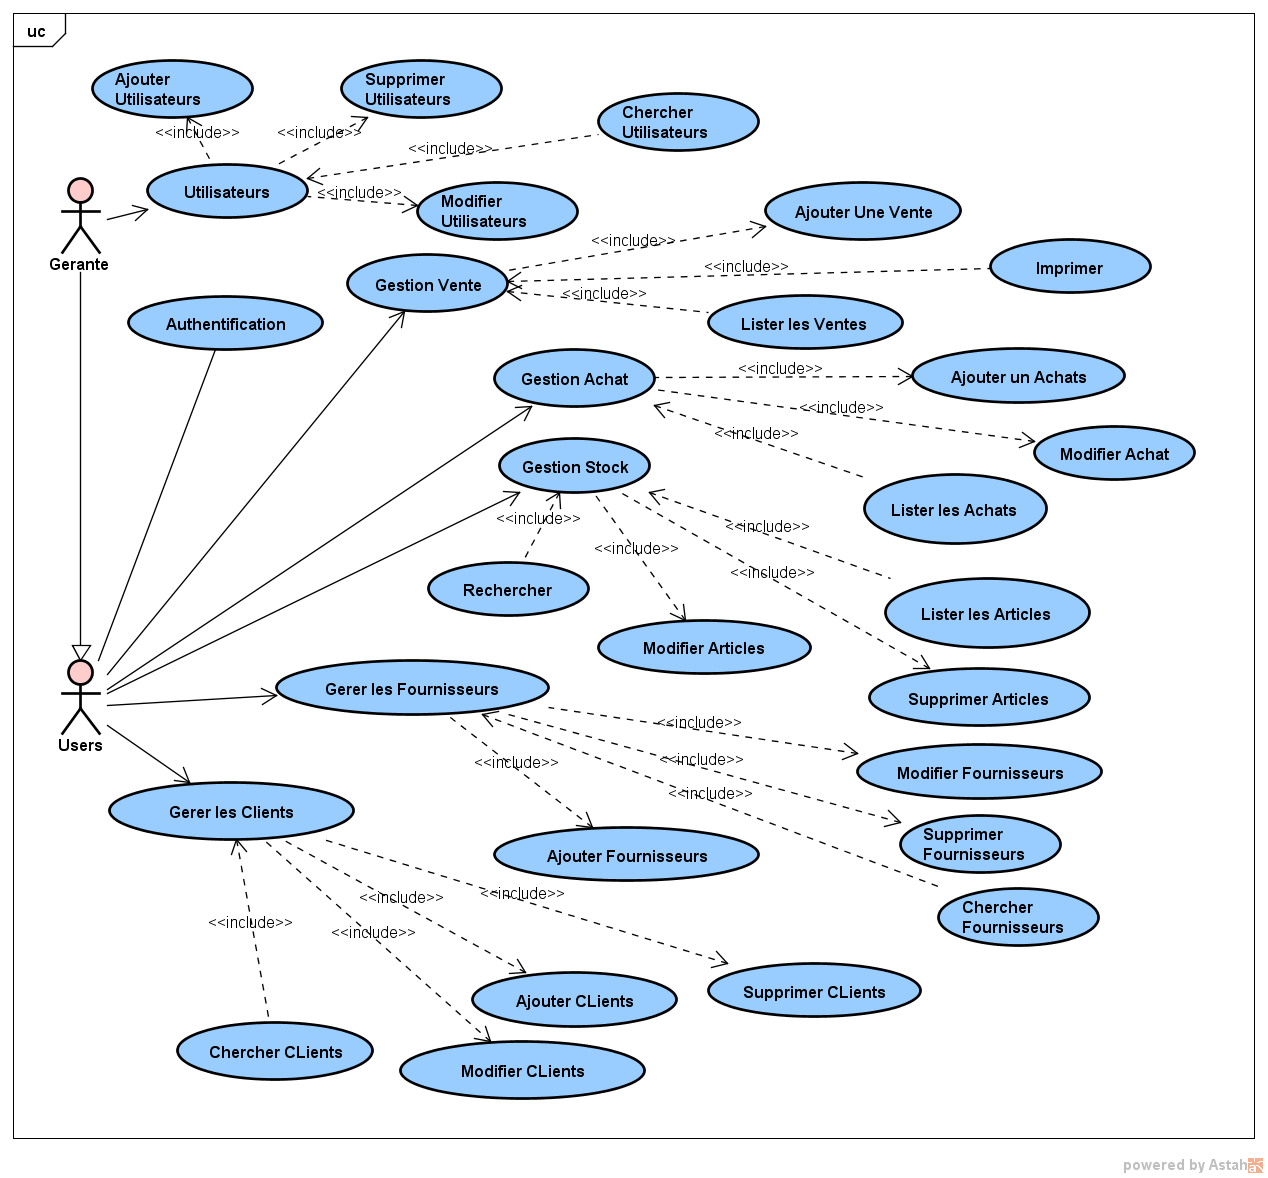 uc
Ajouter
Utilisateurs
Supprimer
Utilisateurs
Chercher
Utilisateurs
<<include>>
<<include>>
<<include>>
Utilisateurs
<<include>>
Modifier
Utilisateurs
Gerante
Ajouter Une Vente
<<include>>
Gestion Vente
<<include>>
Imprimer
<<include>>
Lister les Ventes
Authentification
Gestion Achat
<<include>>
Ajouter un Achats
<<include>>
<<include>>
Modifier Achat
Gestion Stock
Lister les Achats
<<include>>
<<include>>
<<include>>
<<include>>
Rechercher
Lister les Articles
Modifier Articles
Supprimer Articles
Users
Gerer les Fournisseurs
<<include>>
<<include>>
<<include>>
<<include>>
Modifier Fournisseurs
Gerer les Clients
Supprimer
Fournisseurs
Ajouter Fournisseurs
Chercher
Fournisseurs
<<include>>
<<include>>
<<include>>
<<include>>
Ajouter CLients
Supprimer CLients
Chercher CLients
Modifier CLients
powered by Astah